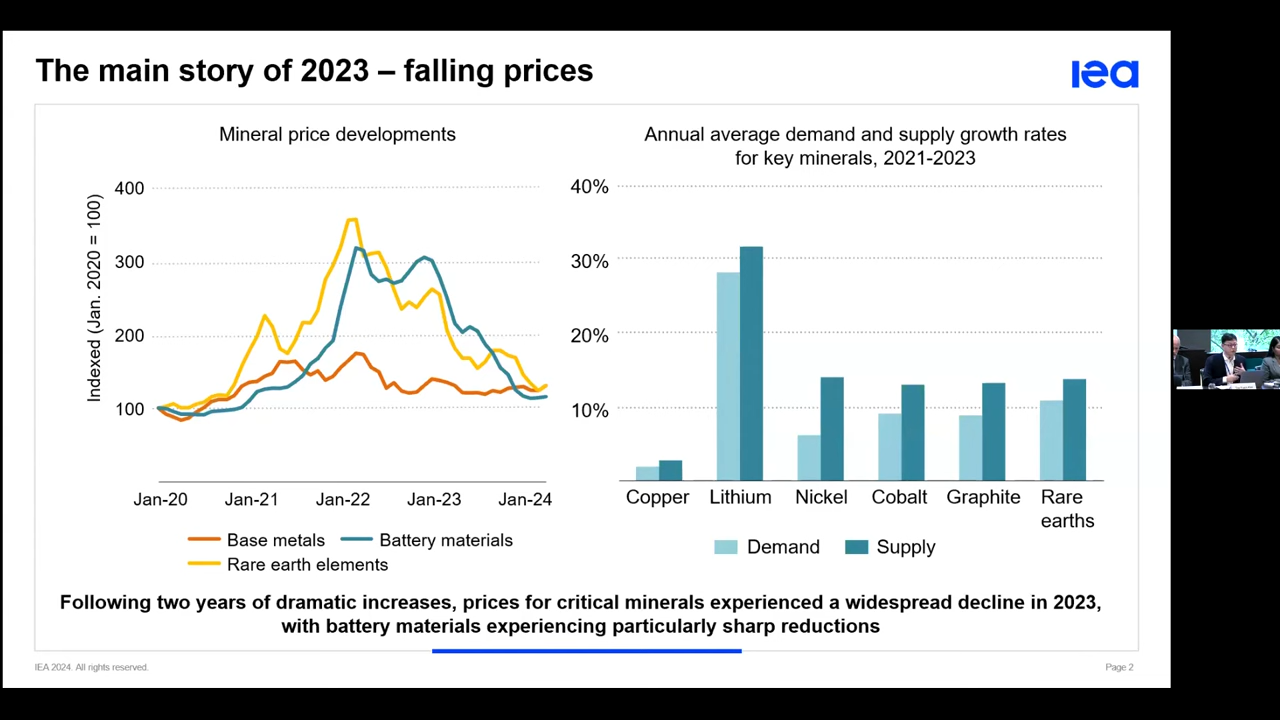 The main story of 2023 – falling prices
iea
Mineral price developments
Indexed (Jan. 2020 = 100)
400
300
200
100
Jan-20 Jan-21 Jan-22 Jan-23 Jan-24
Base metals Battery materials
Rare earth elements
Annual average demand and supply growth rates
for key minerals, 2021-2023
40%
30%
20%
10%
Copper Lithium Nickel Cobalt Graphite Rare
earths
Demand Supply
Following two years of dramatic increases, prices for critical minerals experienced a widespread decline in 2023,
with battery materials experiencing particularly sharp reductions
IEA 2024. All rights reserved.
Page 2